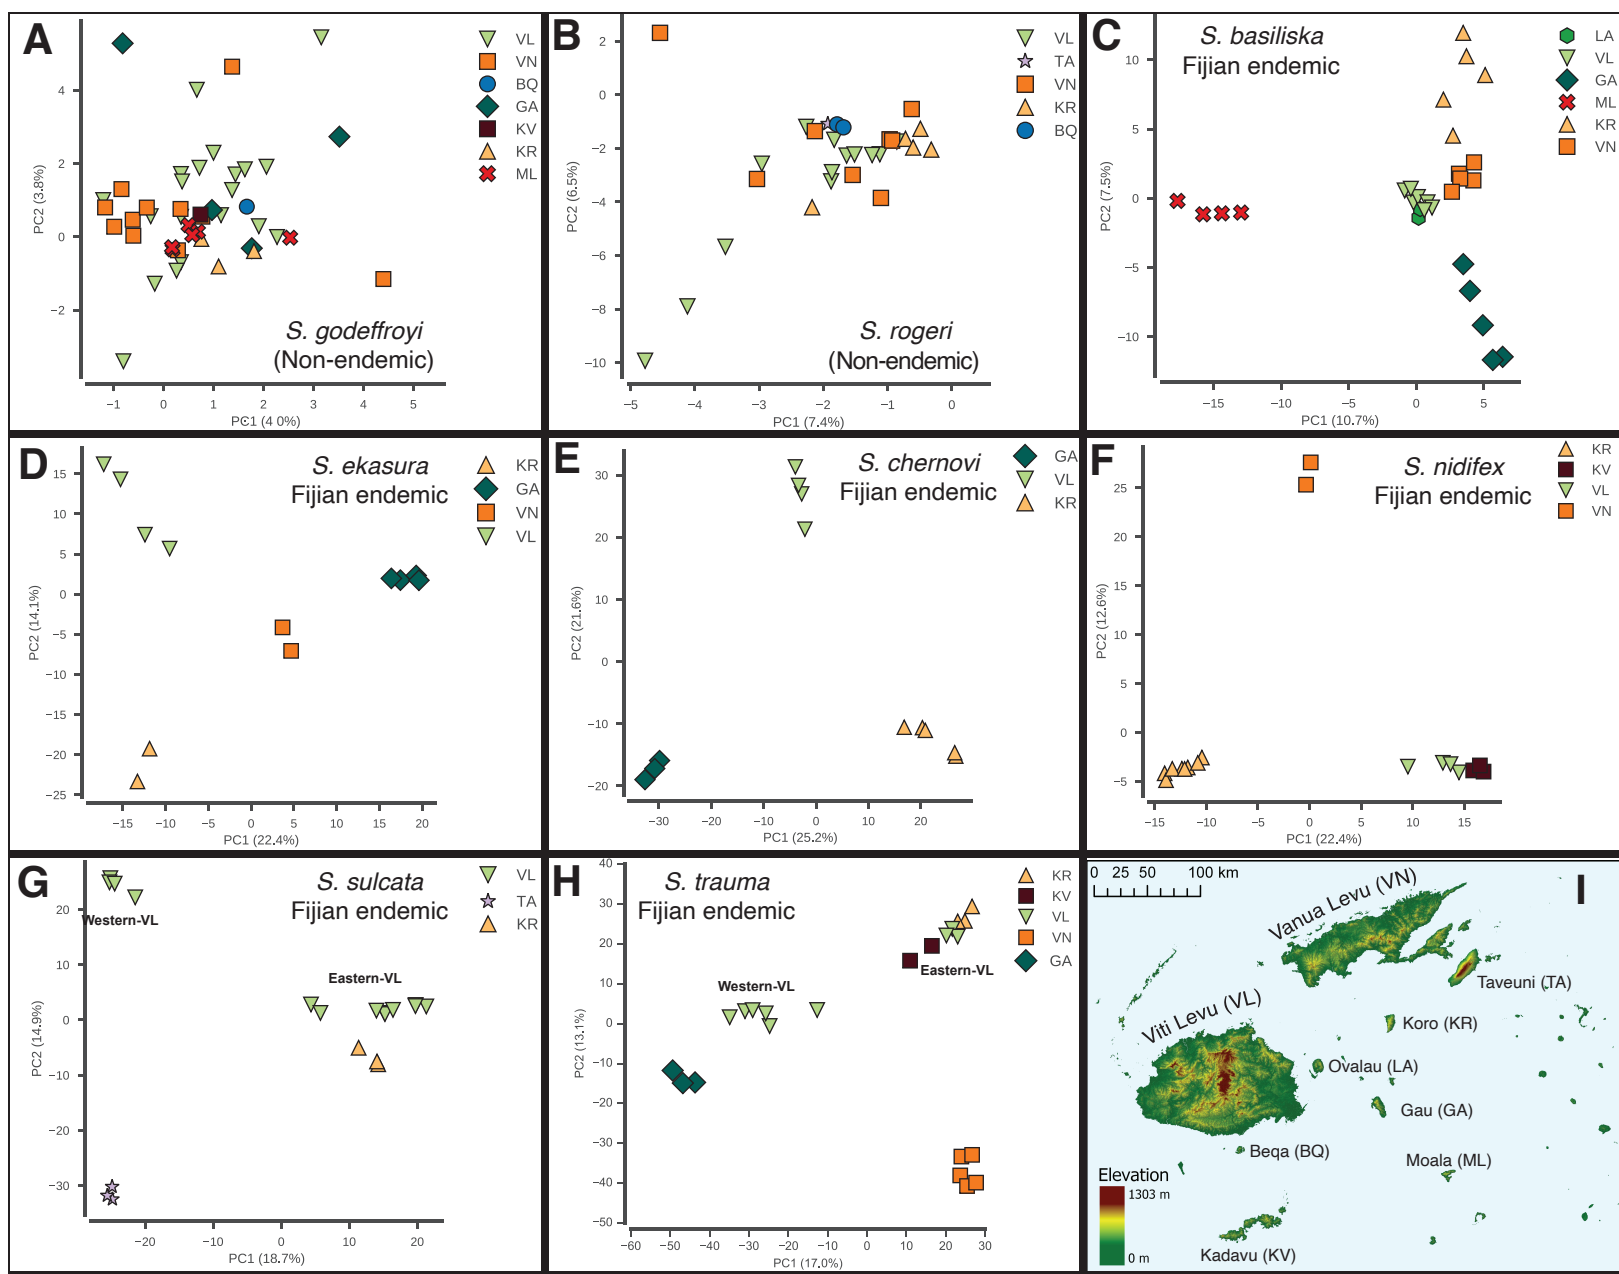 A
S. godeffroyi
(Non-endemic)
VL
VN
BQ
GA
KV
KR
ML
PC2 (3.8%)
4
2
0
−2
−1
0
1
2
3
4
5
PC1 (4 0%)
B
S. rogeri
(Non-endemic)
VL
TA
VN
KR
BQ
PC2 (6.5%)
2
0
−2
−4
−6
−8
−10
−5
−4
−3
−2
−1
0
PC1 (7.4%)
C
S. basiliska
Fijian endemic
LA
VL
GA
ML
KR
VN
PC2 (7.5%)
10
5
0
−5
−10
−15
−10
−5
0
5
PC1 (10.7%)
D
S. ekasura
Fijian endemic
KR
GA
VN
VL
PC2 (14.1%)
15
10
5
0
−5
−10
−15
−20
−25
−15
−10
−5
0
5
10
15
20
PC1 (22.4%)
E
S. chernovi
Fijian endemic
GA
VL
KR
PC2 (21.6%)
30
20
10
0
−10
−20
−30
−20
−10
0
10
20
PC1 (25.2%)
F
S. nidifex
Fijian endemic
KR
KV
VL
VN
PC2 (12.6%)
25
20
15
10
5
0
−5
−15
−10
−5
0
5
10
15
PC1 (22.4%)
G
S. sulcata
Fijian endemic
VL
TA
KR
Western-VL
Eastern-VL
PC2 (14.9%)
20
10
0
−10
−20
−30
−20
−10
0
10
20
PC1 (18.7%)
H
S. trauma
Fijian endemic
KR
KV
VL
VN
GA
Eastern-VL
Western-VL
PC2 (13.1%)
40
30
20
10
0
−10
−20
−30
−40
−50
−60
−50
−40
−30
−20
−10
0
10
20
30
PC1 (17.0%)
I
0 25 50 100 km
Vanua Levu (VN)
Taveuni (TA)
Viti Levu (VL)
Koro (KR)
Ovalau (LA)
Gau (GA)
Beqa (BQ)
Moala (ML)
Kadavu (KV)
Elevation
1303 m
0 m